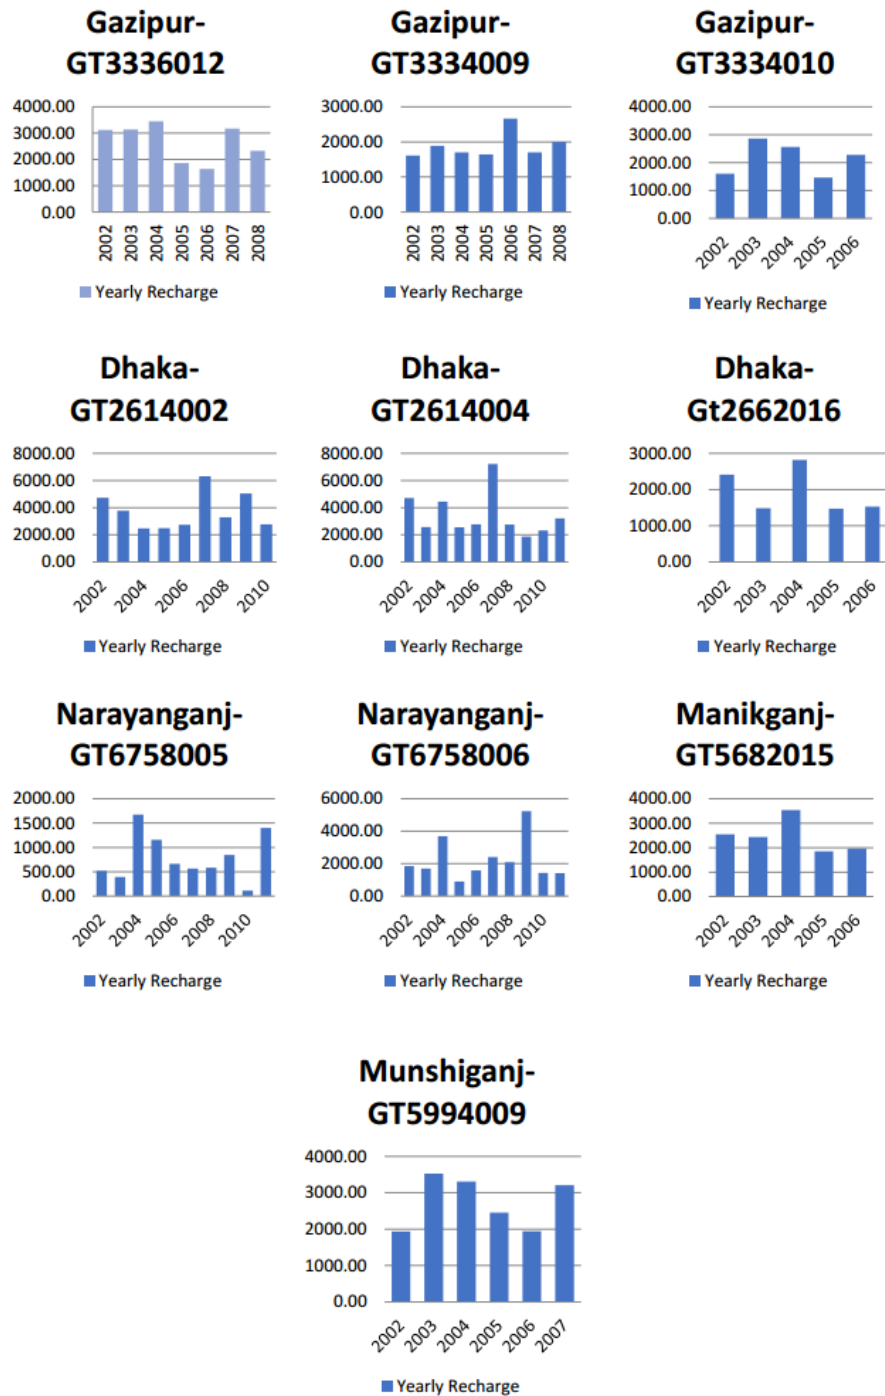 Gazipur-
GT3336012
4000.00
3000.00
2000.00
1000.00
0.00
2002 2003 2004 2005 2006 2007 2008
Yearly Recharge
Gazipur-
GT3334009
3000.00
2000.00
1000.00
0.00
2002 2003 2004 2005 2006 2007 2008
Yearly Recharge
Gazipur-
GT3334010
4000.00
3000.00
2000.00
1000.00
0.00
2002 2003 2004 2005 2006
Yearly Recharge
Dhaka-
GT2614002
8000.00
6000.00
4000.00
2000.00
0.00
2002 2004 2006 2008 2010
Yearly Recharge
Dhaka-
GT2614004
8000.00
6000.00
4000.00
2000.00
0.00
2002 2004 2006 2008 2010
Yearly Recharge
Dhaka-
Gt2662016
3000.00
2000.00
1000.00
0.00
2002 2003 2004 2005 2006
Yearly Recharge
Narayanganj-
GT6758005
2000.00
1500.00
1000.00
500.00
0.00
2002 2004 2006 2008 2010
Yearly Recharge
Narayanganj-
GT6758006
6000.00
4000.00
2000.00
0.00
2002 2004 2006 2008 2010
Yearly Recharge
Manikganj-
GT5682015
4000.00
3000.00
2000.00
1000.00
0.00
2002 2003 2004 2005 2006
Yearly Recharge
Munshiganj-
GT5994009
4000.00
3000.00
2000.00
1000.00
0.00
2002 2003 2004 2005 2006 2007
Yearly Recharge